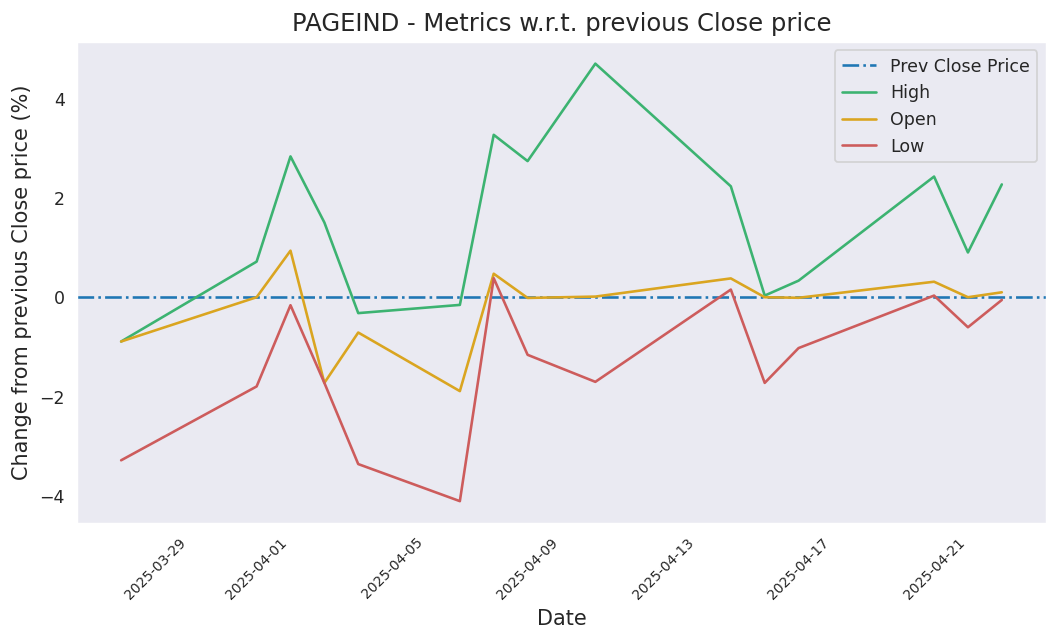 PAGEIND - Metrics w.r.t. previous Close price
Prev Close Price
High
Open
Low
Change from previous Close price (%)
4
2
0
−2
−4
2025-03-29
2025-04-01
2025-04-05
2025-04-09
2025-04-13
2025-04-17
2025-04-21
Date